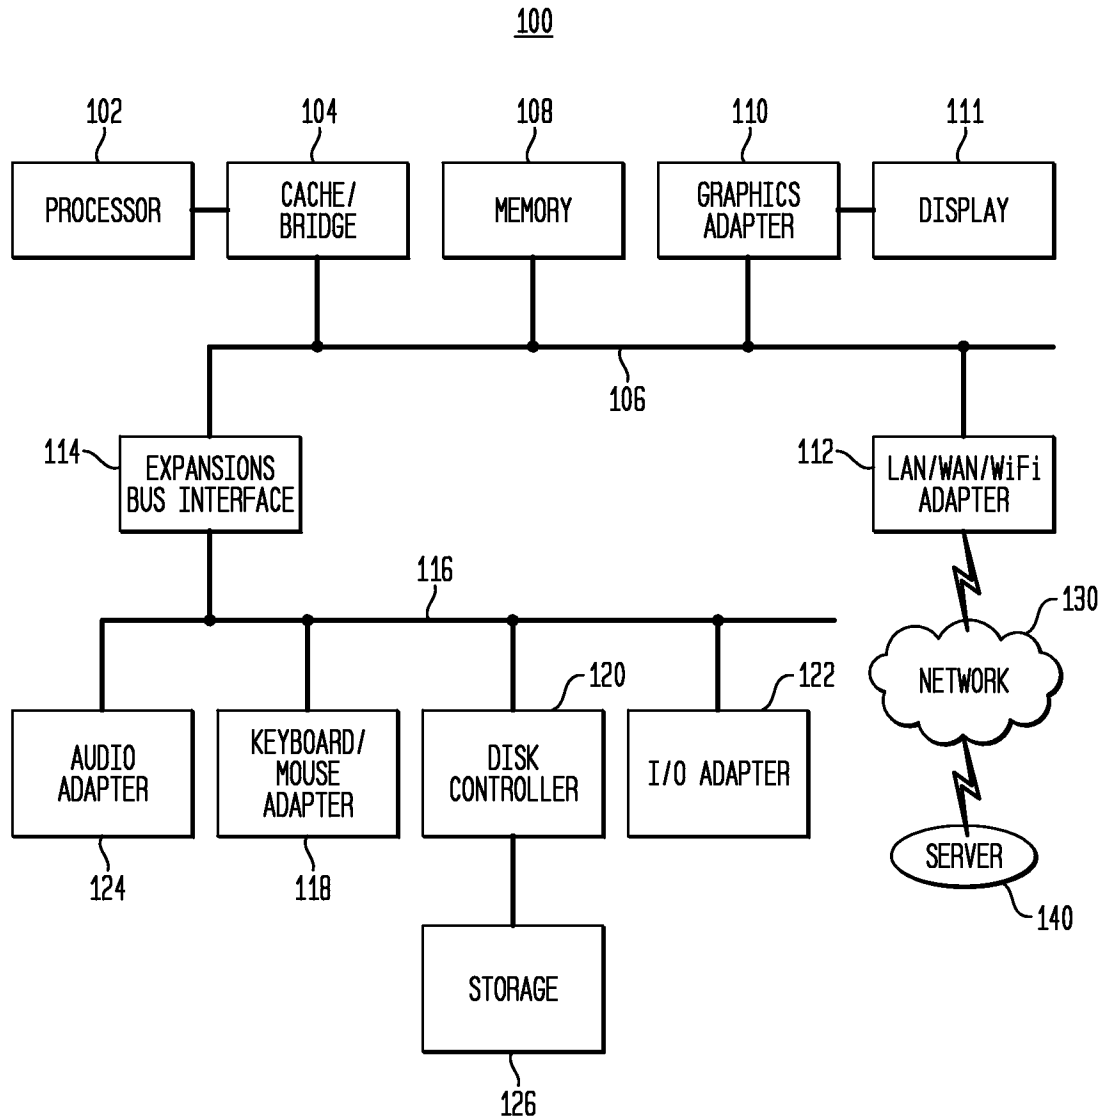 100
102
104
108
110
111
PROCESSOR
CACHE/
BRIDGE
MEMORY
GRAPHICS
ADAPTER
DISPLAY
106
114
EXPANSIONS
BUS INTERFACE
112
LAN/WAN/WiFi
ADAPTER
116
130
NETWORK
120
122
AUDIO
ADAPTER
KEYBOARD/
MOUSE
ADAPTER
DISK
CONTROLLER
I/O ADAPTER
SERVER
124
118
140
STORAGE
126